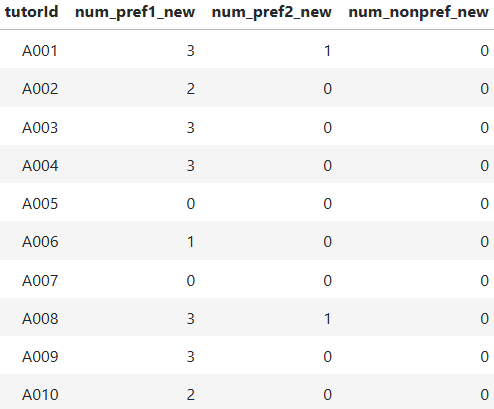 tutorId num_pref1_new num_pref2_new num_nonpref_new
A001 3 1 0
A002 2 0 0
A003 3 0 0
A004 3 0 0
A005 0 0 0
A006 1 0 0
A007 0 0 0
A008 3 1 0
A009 3 0 0
A010 2 0 0